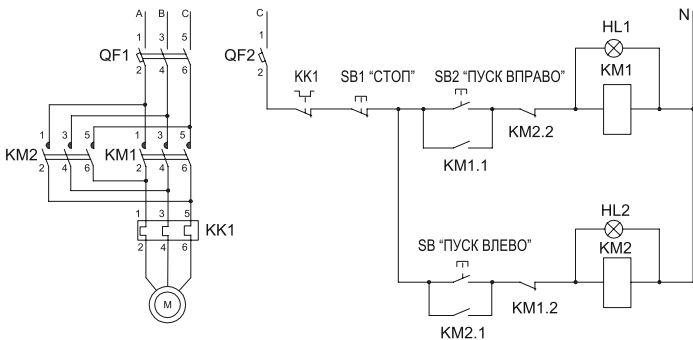 A B C
1 3 5
QF1
2 4 6
1 3 5 1 3 5
KM2 KM1
2 4 6 2 4 6
1 3 5
KK1
2 4 6
M
C
1
QF2
2
KK1
SB1 “СТОП”
SB2 “ПУСК ВПРАВО”
HL1
KM1
N
KM2.2
KM1.1
HL2
KM2
SB “ПУСК ВЛЕВО”
KM1.2
KM2.1